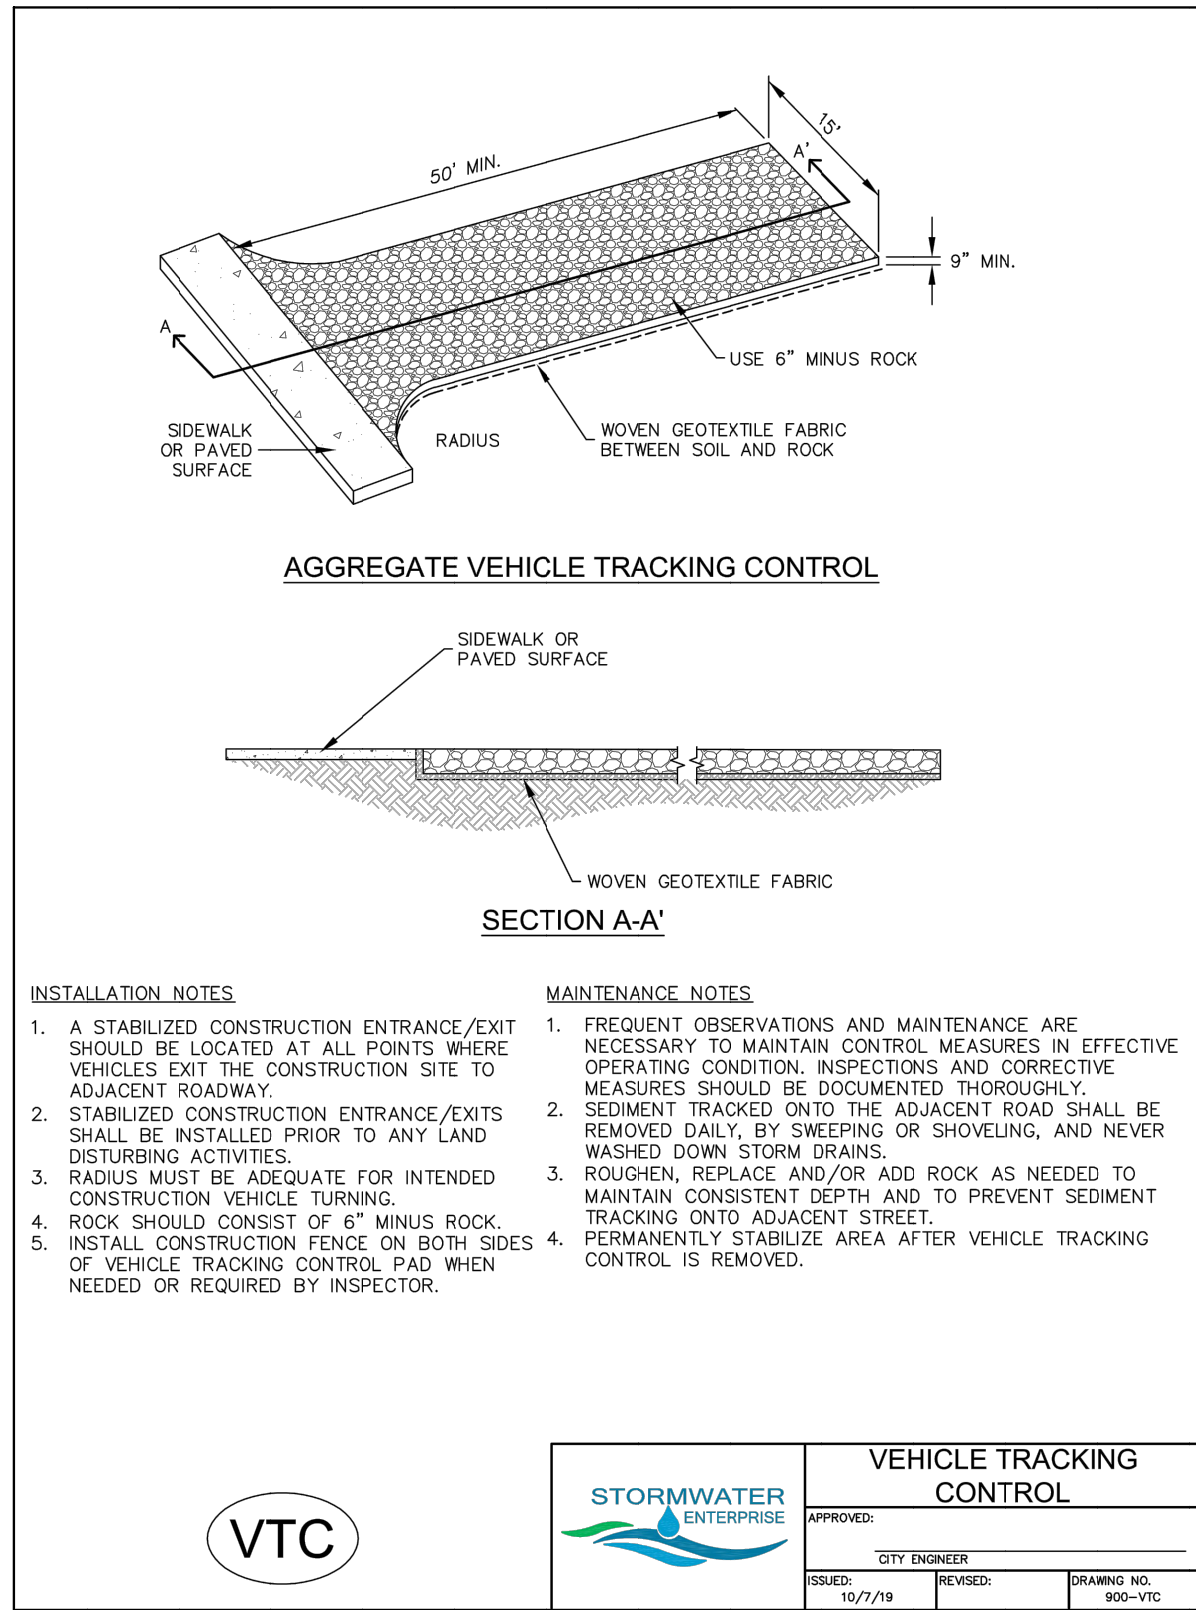 50' MIN.
15'
A'
9" MIN.
A
USE 6" MINUS ROCK
SIDEWALK
OR PAVED
SURFACE
RADIUS
WOVEN GEOTEXTILE FABRIC
BETWEEN SOIL AND ROCK
AGGREGATE VEHICLE TRACKING CONTROL
SIDEWALK OR
PAVED SURFACE
WOVEN GEOTEXTILE FABRIC
SECTION A-A'
INSTALLATION NOTES
1. A STABILIZED CONSTRUCTION ENTRANCE/EXIT
SHOULD BE LOCATED AT ALL POINTS WHERE
VEHICLES EXIT THE CONSTRUCTION SITE TO
ADJACENT ROADWAY.
2. STABILIZED CONSTRUCTION ENTRANCE/EXITS
SHALL BE INSTALLED PRIOR TO ANY LAND
DISTURBING ACTIVITIES.
3. RADIUS MUST BE ADEQUATE FOR INTENDED
CONSTRUCTION VEHICLE TURNING.
4. ROCK SHOULD CONSIST OF 6" MINUS ROCK.
5. INSTALL CONSTRUCTION FENCE ON BOTH SIDES
OF VEHICLE TRACKING CONTROL PAD WHEN
NEEDED OR REQUIRED BY INSPECTOR.
MAINTENANCE NOTES
1. FREQUENT OBSERVATIONS AND MAINTENANCE ARE
NECESSARY TO MAINTAIN CONTROL MEASURES IN EFFECTIVE
OPERATING CONDITION. INSPECTIONS AND CORRECTIVE
MEASURES SHOULD BE DOCUMENTED THOROUGHLY.
2. SEDIMENT TRACKED ONTO THE ADJACENT ROAD SHALL BE
REMOVED DAILY, BY SWEEPING OR SHOVELING, AND NEVER
WASHED DOWN STORM DRAINS.
3. ROUGHEN, REPLACE AND/OR ADD ROCK AS NEEDED TO
MAINTAIN CONSISTENT DEPTH AND TO PREVENT SEDIMENT
TRACKING ONTO ADJACENT STREET.
4. PERMANENTLY STABILIZE AREA AFTER VEHICLE TRACKING
CONTROL IS REMOVED.
VTC
STORMWATER
ENTERPRISE
VEHICLE TRACKING
CONTROL
APPROVED:
CITY ENGINEER
ISSUED:
10/7/19
REVISED:
DRAWING NO.
900-VTC